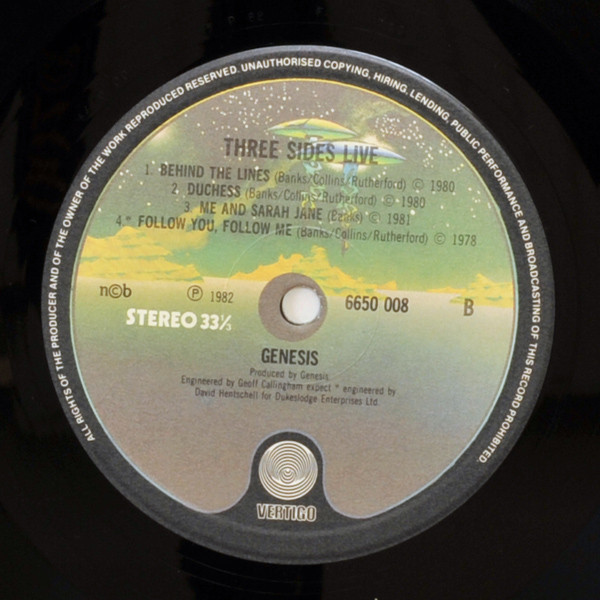 ALL RIGHTS OF THE PRODUCER AND OF THE OWNER OF THE WORK REPRODUCED RESERVED. UNAUTHORISED COPYING, HIRING, LENDING, PUBLIC PERFORMANCE AND BROADCASTING OF THIS RECORD PROHIBITED.
THREE SIDES LIVE
1. BEHIND THE LINES (Banks/Collins/Rutherford) © 1980
2. DUCHESS (Banks/Collins/Rutherford) © 1980
3. ME AND SARAH JANE (Banks) © 1981
4.* FOLLOW YOU, FOLLOW ME (Banks/Collins/Rutherford) © 1978
n©b ℗ 1982 6650 008 B
STEREO 33⅓
GENESIS
Produced by Genesis
Engineered by Geoff Callingham expect * engineered by
David Hentschell for Dukeslodge Enterprises Ltd.
VERTIGO